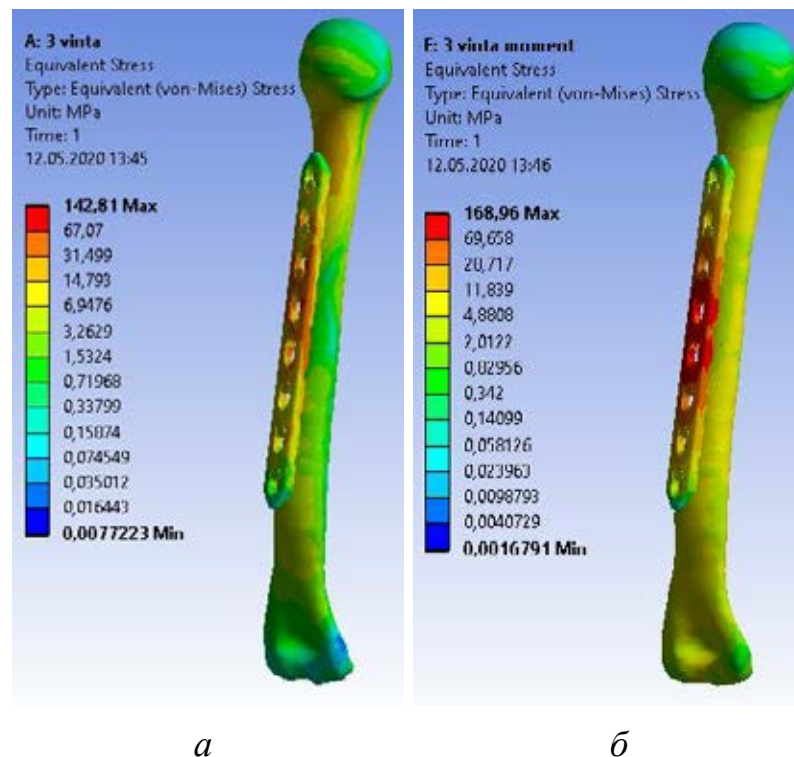 A: 3 vinta
Equivalent Stress
Type: Equivalent (von-Mises) Stress
Unit: MPa
Time: 1
12.05.2020 13:45
142,81 Max
67,07
31,499
14,793
6,9476
3,2629
1,5324
0,71968
0,33799
0,15874
0,074549
0,035012
0,016443
0,0077223 Min
E: 3 vinta moment
Equivalent Stress
Type: Equivalent (von-Mises) Stress
Unit: MPa
Time: 1
12.05.2020 13:46
168,96 Max
69,658
20,717
11,839
4,8808
2,0122
0,02956
0,342
0,14099
0,058126
0,023963
0,0098793
0,0040729
0,0016791 Min
а
б